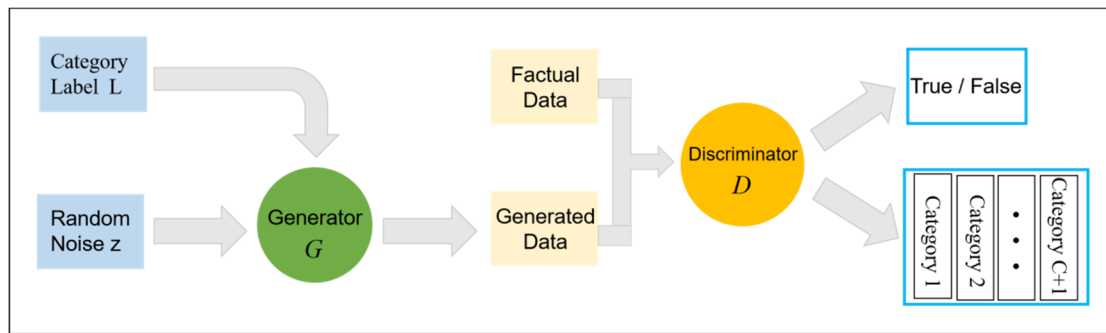 Category
Label L
Random
Noise z
Generator
G
Factual
Data
Generated
Data
Discriminator
D
True / False
Category 1
Category 2
• • •
Category C+1